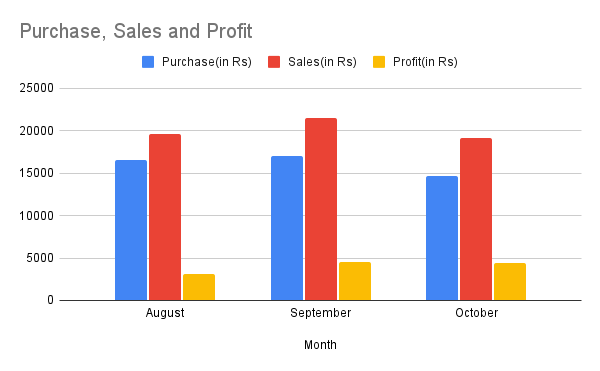 Purchase, Sales and Profit
Purchase(in Rs) Sales(in Rs) Profit(in Rs)
25000
20000
15000
10000
5000
0
August September October
Month